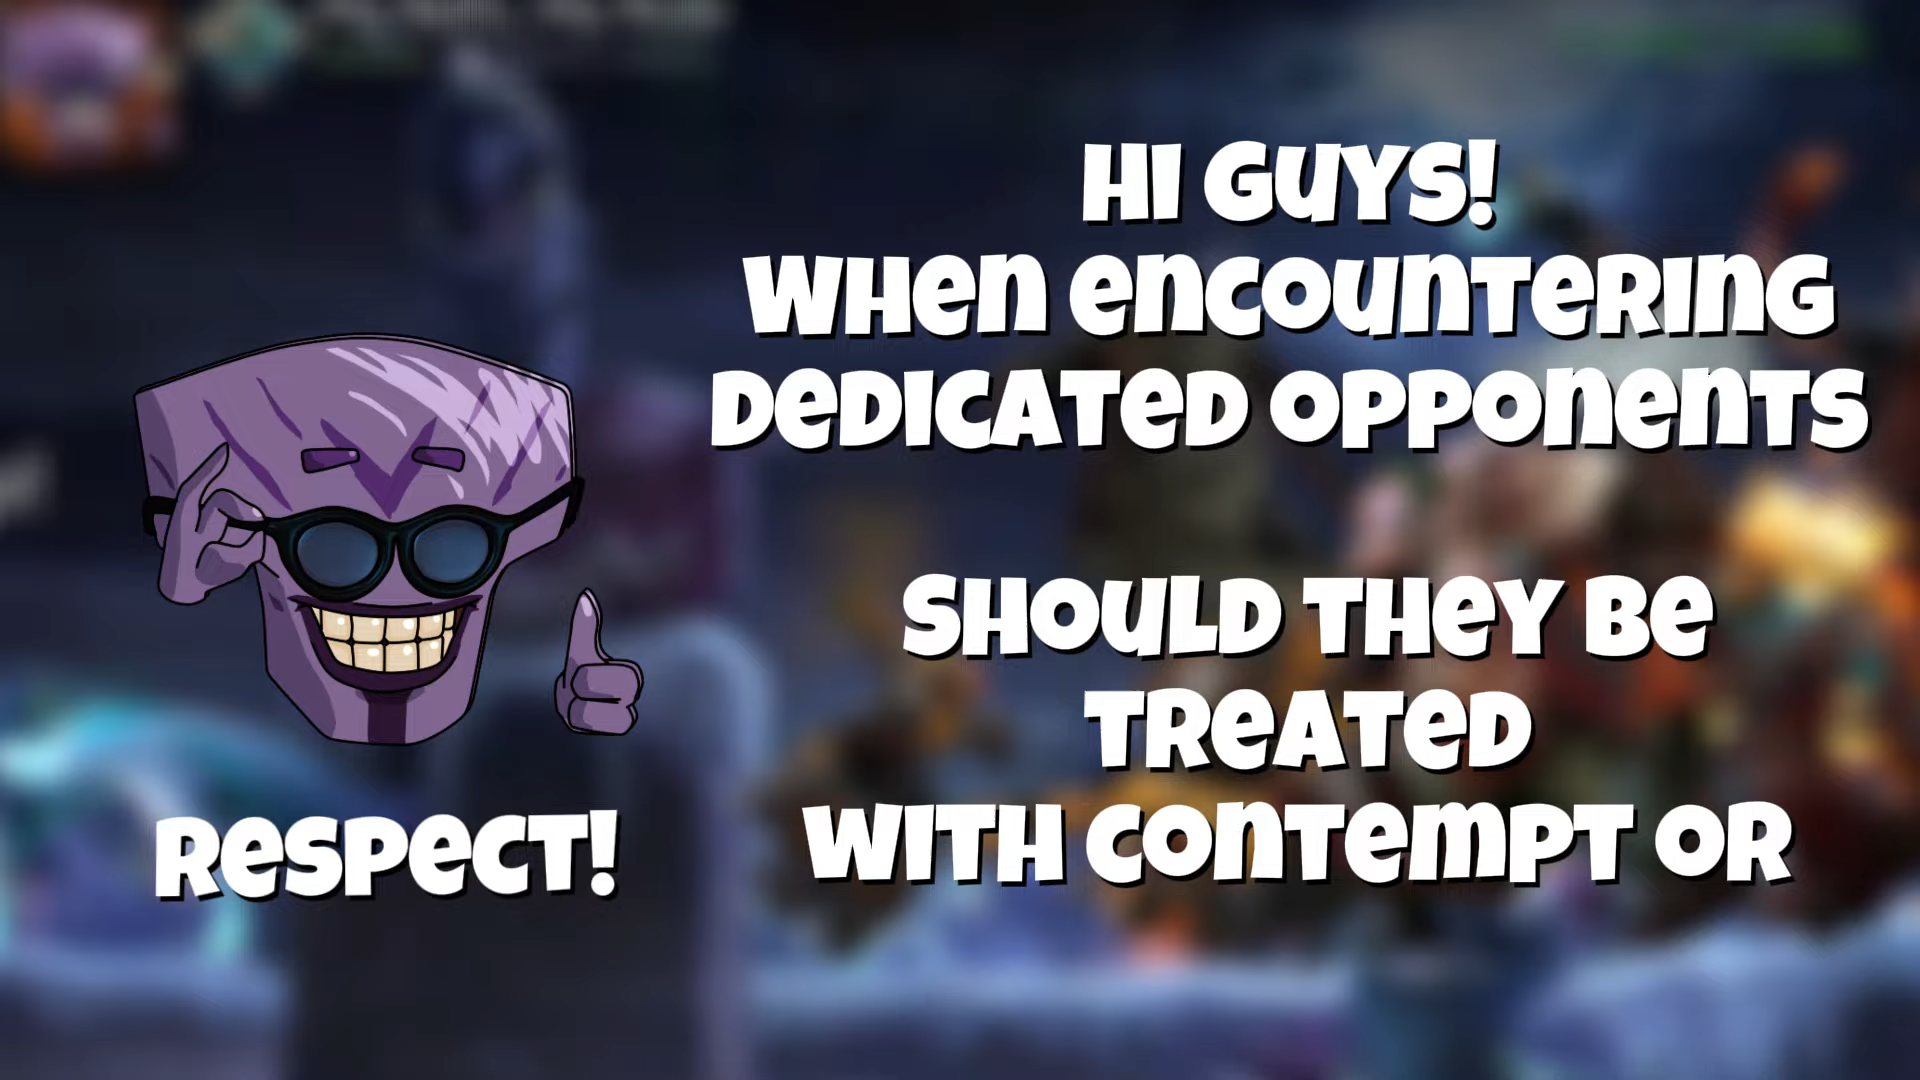 HI GUYS!
WHEN ENCOUNTERING
DEDICATED OPPONENTS
SHOULD THEY BE
TREATED
WITH CONTEMPT OR
RESPECT!